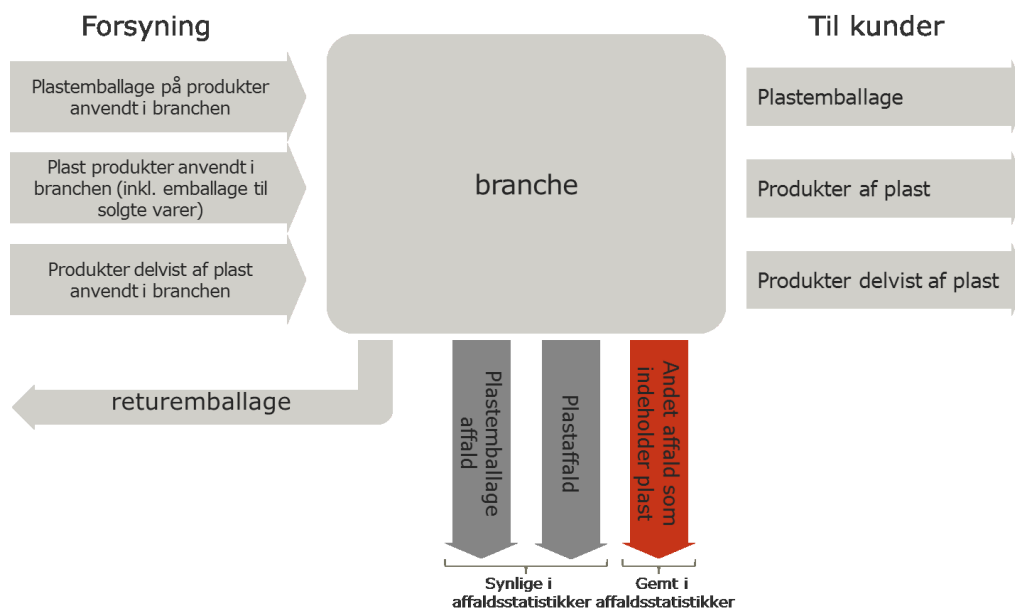 Forsyning
Til kunder
Plastemballage på produkter
anvendt i branchen
Plast produkter anvendt i
branchen (inkl. emballage til
solgte varer)
Produkter delvist af plast
anvendt i branchen
branche
Plastemballage
Produkter af plast
Produkter delvist af plast
returemballage
Plastemballage
affald
Plastaffald
Andet affald som
indeholder plast
Synlige i
affaldsstatistikker
Gemt i
affaldsstatistikker